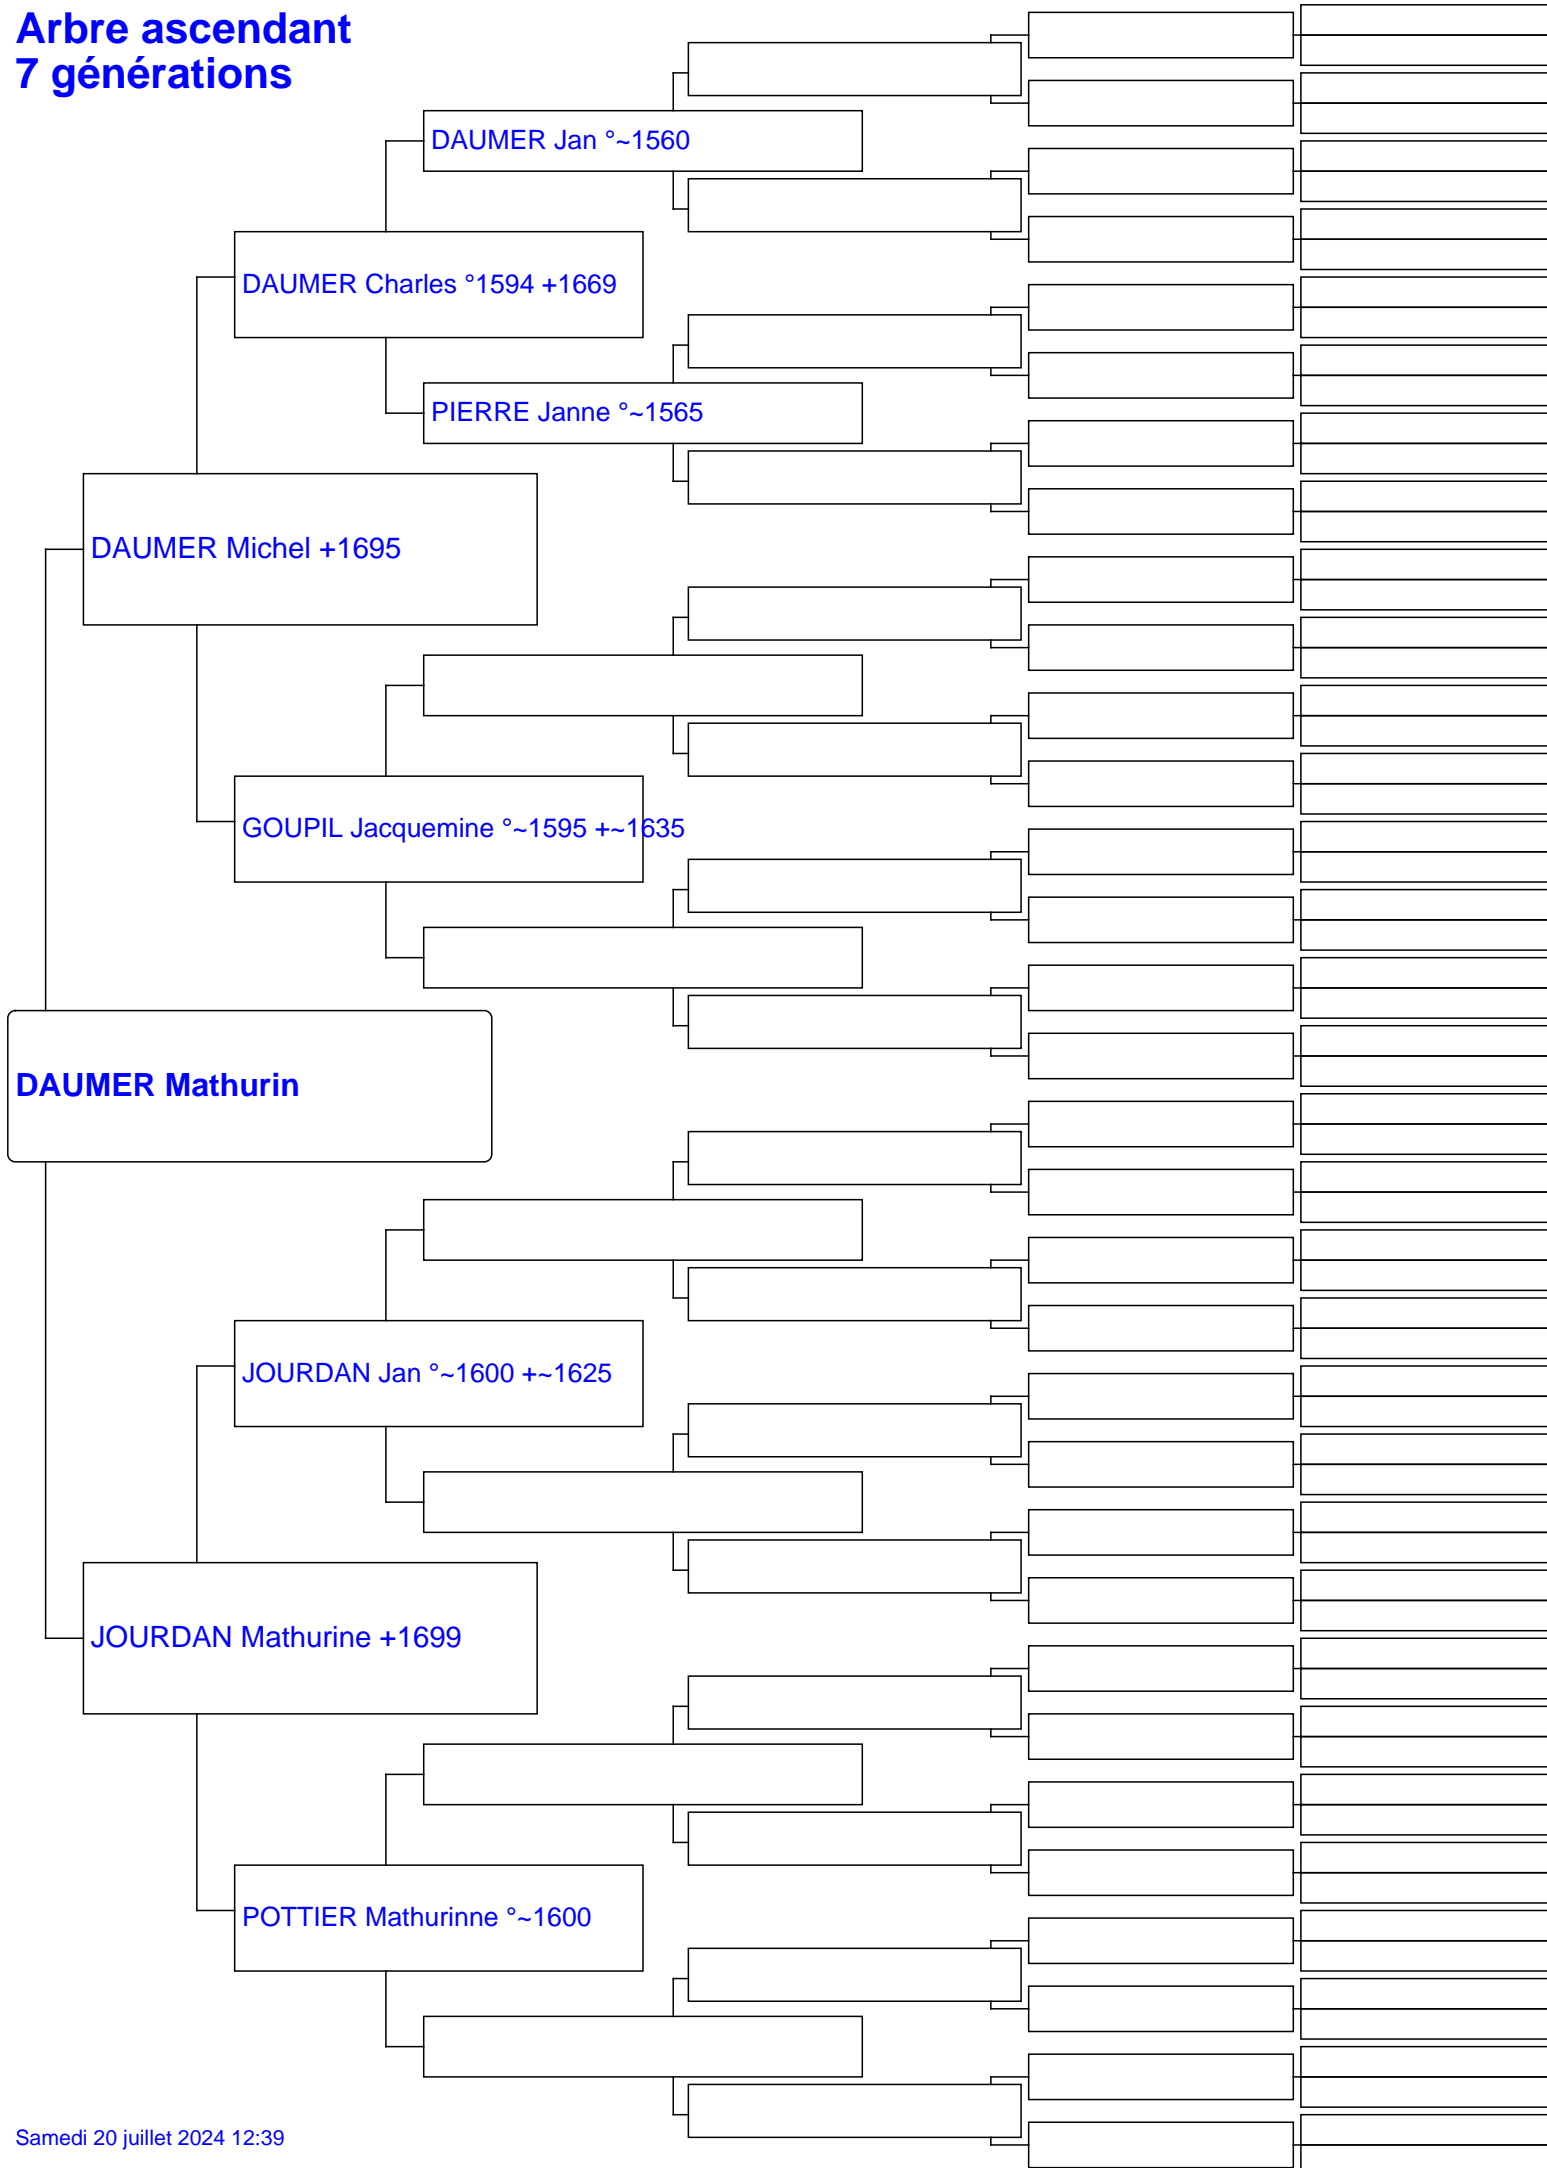 Arbre ascendant
7 générations
DAUMER Jan °~1560
DAUMER Charles °1594 +1669
PIERRE Janne °~1565
DAUMER Michel +1695
GOUPIL Jacquemine °~1595 +~1635
DAUMER Mathurin
JOURDAN Jan °~1600 +~1625
JOURDAN Mathurine +1699
POTTIER Mathurinne °~1600
Samedi 20 juillet 2024 12:39